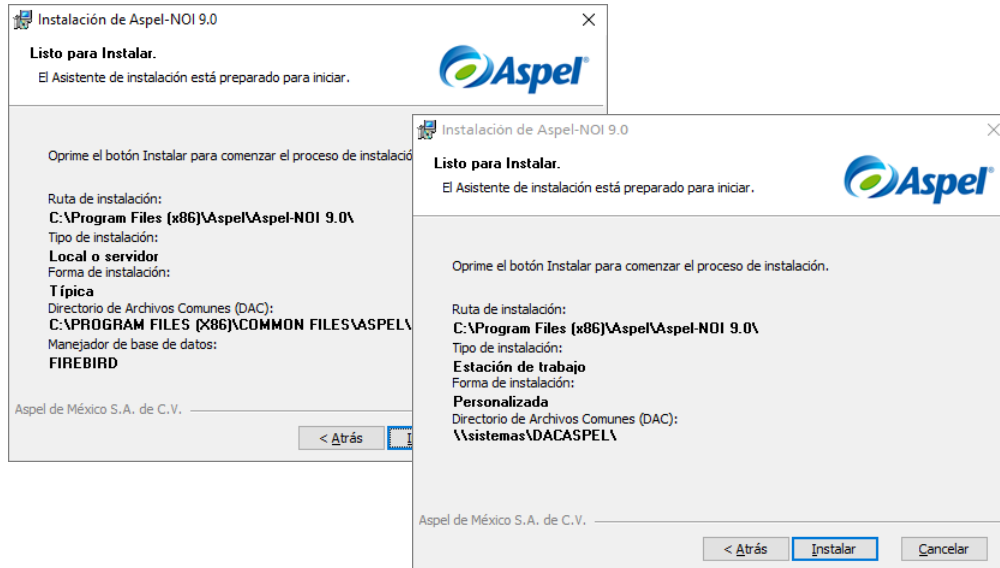 Instalación de Aspel-NOI 9.0
Listo para Instalar.
El Asistente de instalación está preparado para iniciar.
Aspel
Oprime el botón Instalar para comenzar el proceso de
Ruta de instalación:
C:\Program Files (x86)\Aspel\Aspel-NOI 9.0\
Tipo de instalación:
Local o servidor
Forma de instalación:
Típica
Directorio de Archivos Comunes (DAC):
C:\PROGRAM FILES (X86)\COMMON FILES\ASPEL\
Manejador de base de datos:
FIREBIRD
Aspel de México S.A. de C.V.
< Atrás
Instalación de Aspel-NOI 9.0
Listo para Instalar.
El Asistente de instalación está preparado para iniciar.
Aspel
Oprime el botón Instalar para comenzar el proceso de instalación.
Ruta de instalación:
C:\Program Files (x86)\Aspel\Aspel-NOI 9.0\
Tipo de instalación:
Estación de trabajo
Forma de instalación:
Personalizada
Directorio de Archivos Comunes (DAC):
\\sistemas\DACASPEL\
Aspel de México S.A. de C.V.
< Atrás
Instalar
Cancelar